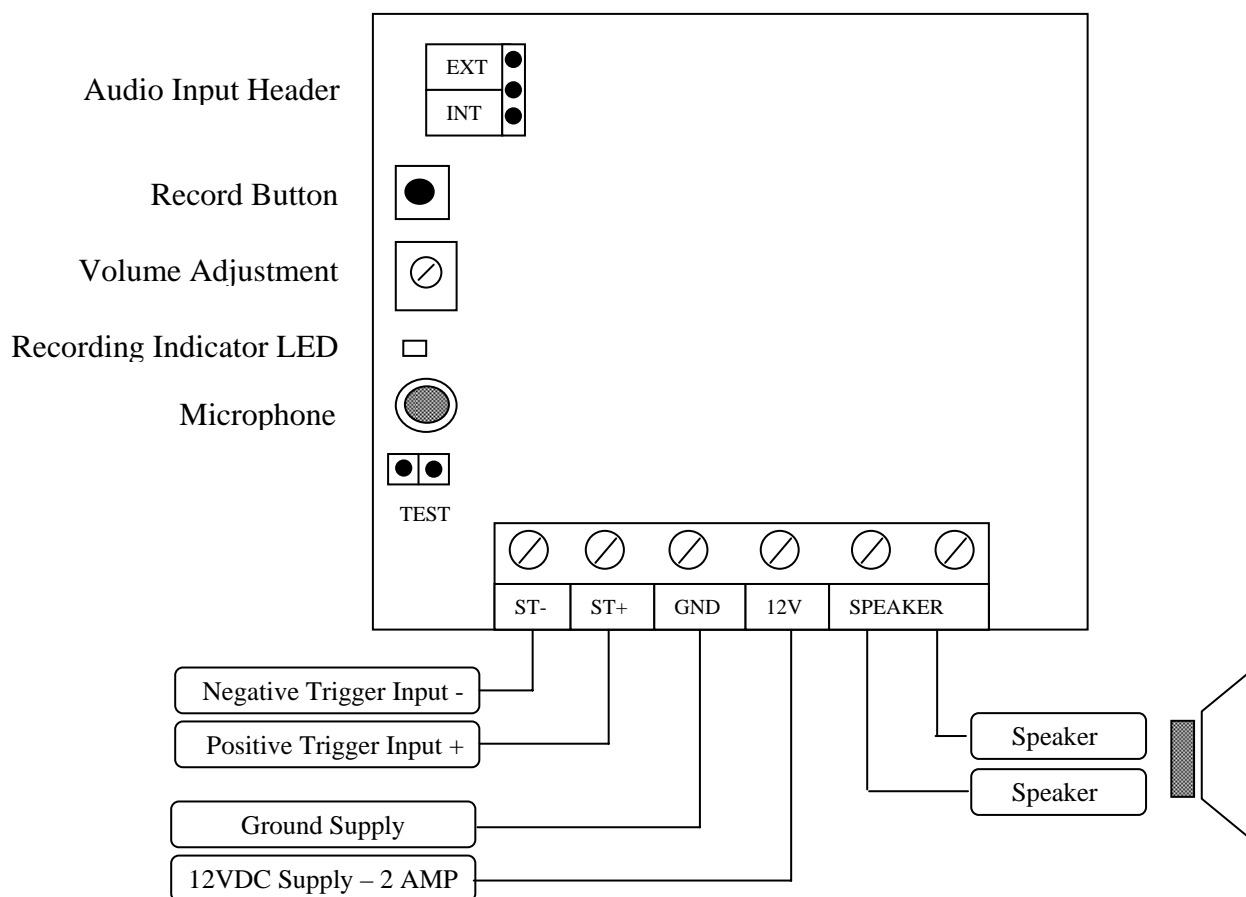 EXT
Audio Input Header
INT
Record Button
Volume Adjustment
Recording Indicator LED
Microphone
TEST
ST- ST+ GND 12V SPEAKER
Negative Trigger Input -
Positive Trigger Input +
Speaker
Speaker
Ground Supply
12VDC Supply – 2 AMP